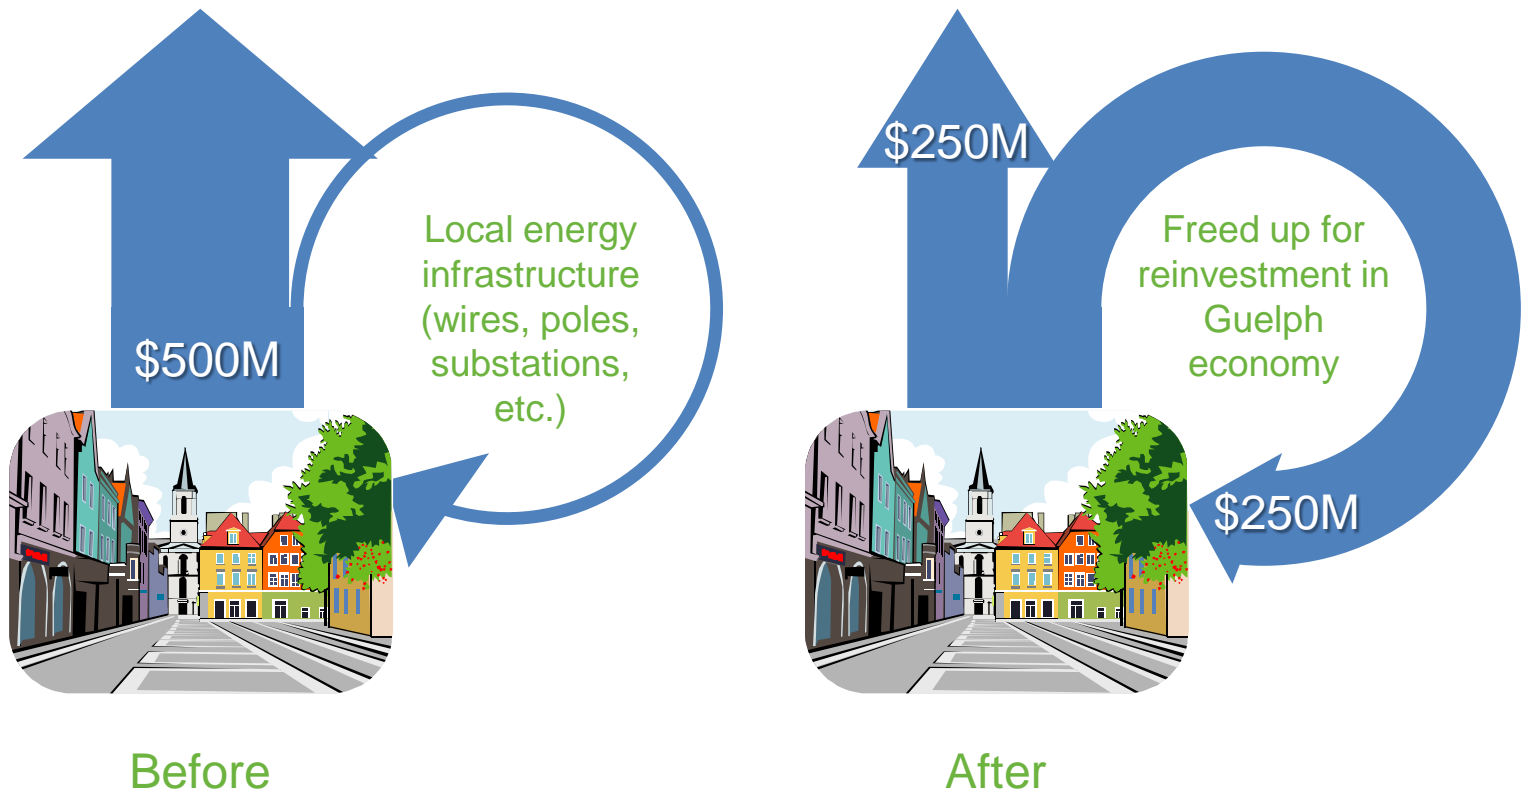 $500M
Local energy
infrastructure
(wires, poles,
substations,
etc.)
Before
$250M
Freed up for
reinvestment in
Guelph
economy
$250M
After